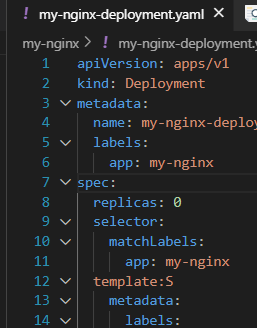 my-nginx-deployment.yaml
my-nginx > my-nginx-deployment.y
1 apiVersion: apps/v1
2 kind: Deployment
3 metadata:
4 name: my-nginx-deploy
5 labels:
6 app: my-nginx
7 spec:
8 replicas: 0
9 selector:
10 matchLabels:
11 app: my-nginx
12 template:S
13 metadata:
14 labels: